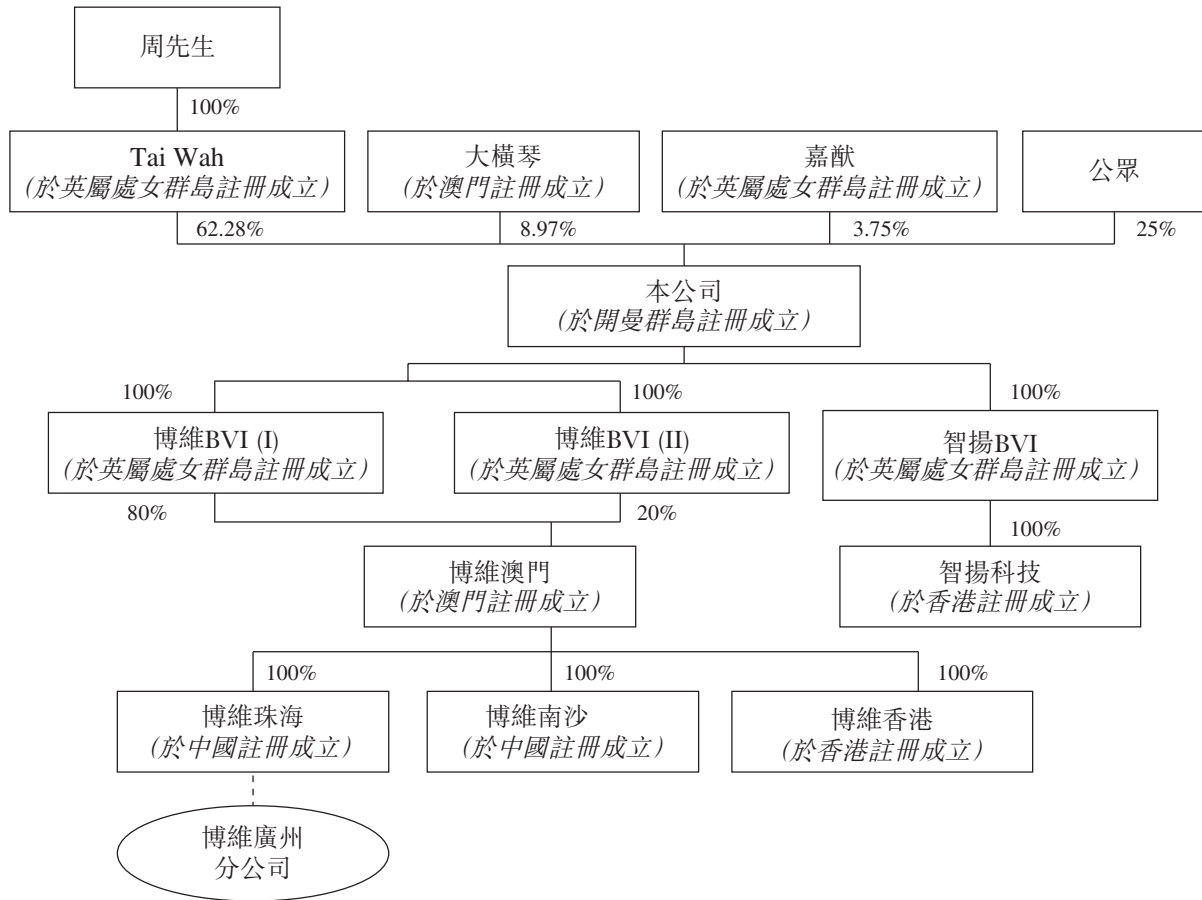 周先生
100%
Tai Wah
(於英屬處女群島註冊成立)
大橫琴
(於澳門註冊成立)
嘉猷
(於英屬處女群島註冊成立)
公眾
62.28%
8.97%
3.75%
25%
本公司
(於開曼群島註冊成立)
100%
100%
100%
博維BVI (I)
(於英屬處女群島註冊成立)
博維BVI (II)
(於英屬處女群島註冊成立)
智揚BVI
(於英屬處女群島註冊成立)
80%
20%
100%
博維澳門
(於澳門註冊成立)
智揚科技
(於香港註冊成立)
100%
100%
100%
博維珠海
(於中國註冊成立)
博維南沙
(於中國註冊成立)
博維香港
(於香港註冊成立)
博維廣州
分公司